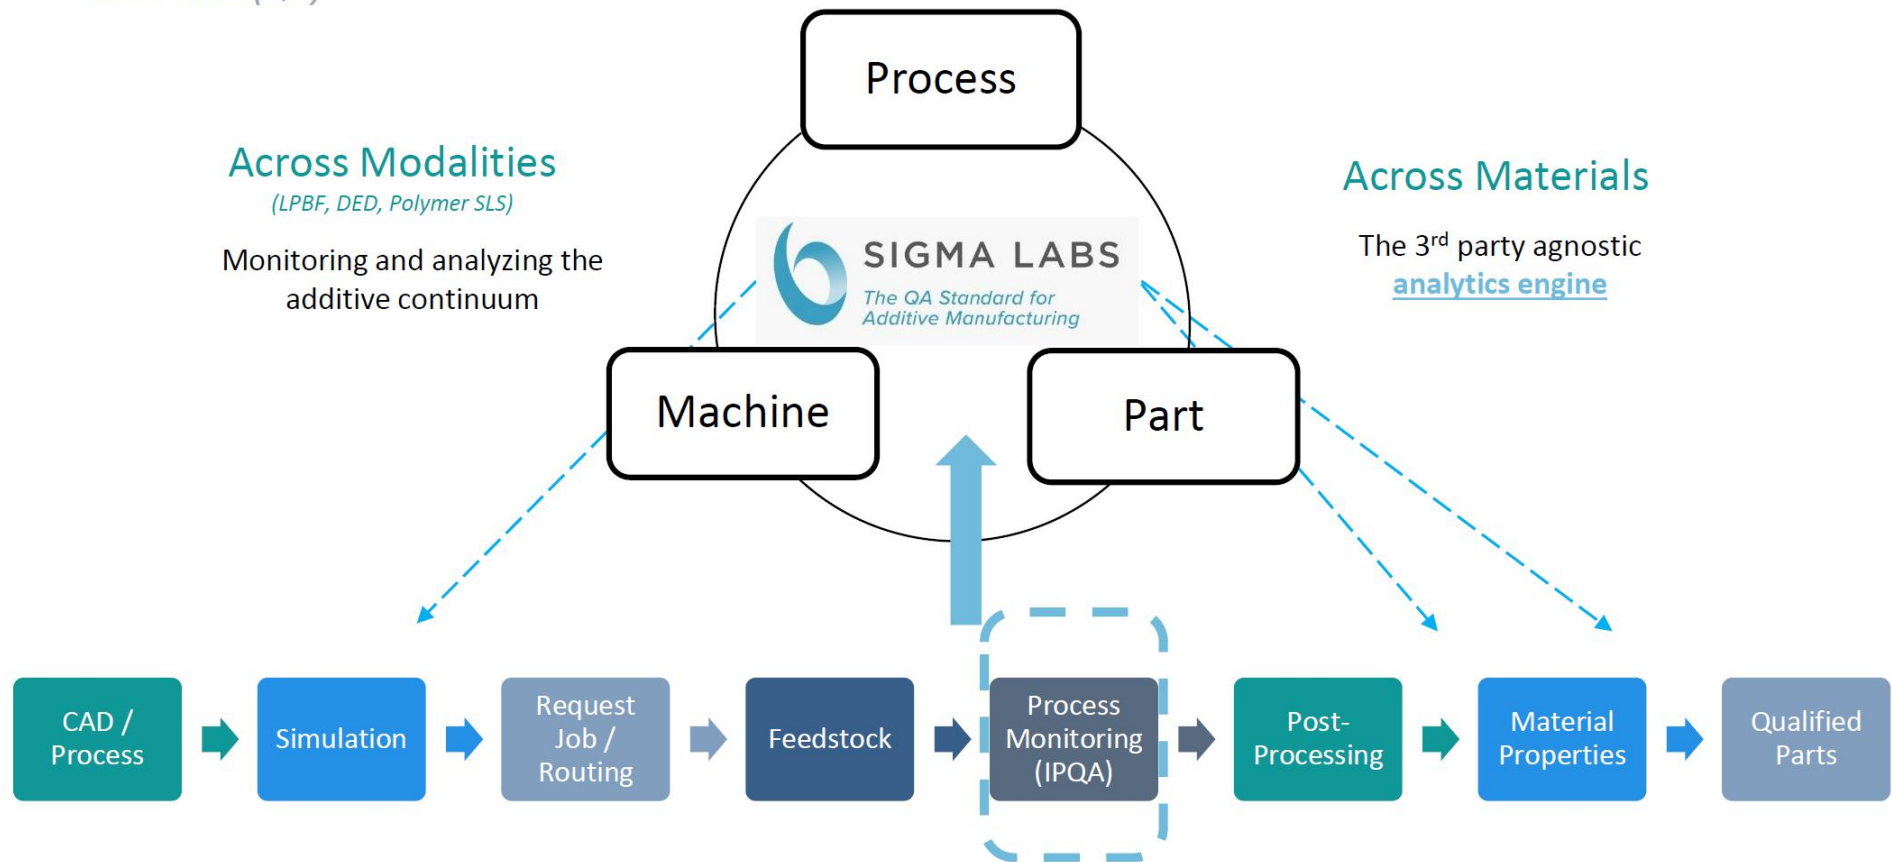 Process
Across Modalities
(LPBF, DED, Polymer SLS)
Monitoring and analyzing the
additive continuum
SIGMA LABS
The QA Standard for
Additive Manufacturing
Across Materials
The 3rd party agnostic
analytics engine
Machine
Part
CAD /
Process
Simulation
Request
Job /
Routing
Feedstock
Process
Monitoring
(IPQA)
Post-
Processing
Material
Properties
Qualified
Parts